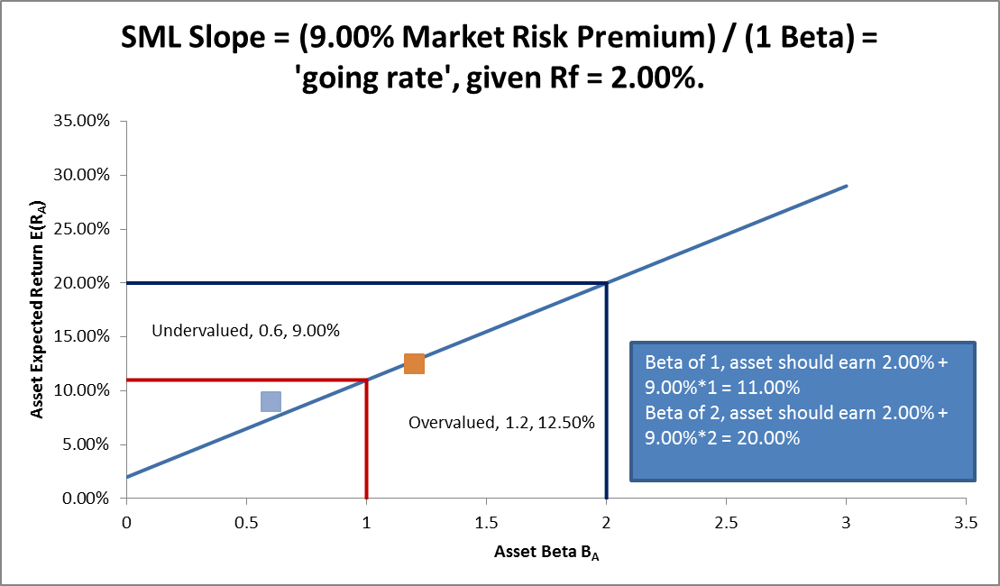 SML Slope = (9.00% Market Risk Premium) / (1 Beta) =
'going rate', given Rf = 2.00%.
35.00%
30.00%
25.00%
20.00%
15.00%
10.00%
5.00%
0.00%
Asset Expected Return E(RA)
Undervalued, 0.6, 9.00%
Overvalued, 1.2, 12.50%
Beta of 1, asset should earn 2.00% +
9.00%*1 = 11.00%
Beta of 2, asset should earn 2.00% +
9.00%*2 = 20.00%
0 0.5 1 1.5 2 2.5 3 3.5
Asset Beta BA